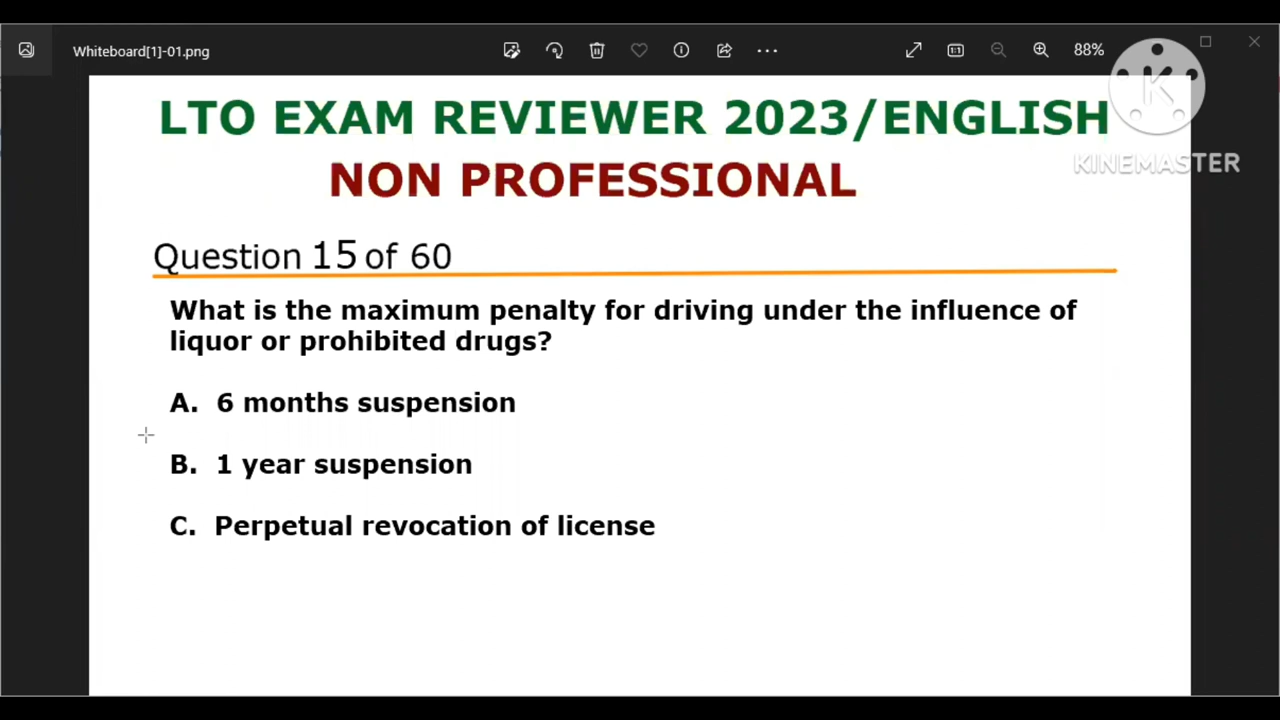 Whiteboard[1]-01.png
88%
LTO EXAM REVIEWER 2023/ENGLISH
K
KINEMASTER
NON PROFESSIONAL
Question 15 of 60
What is the maximum penalty for driving under the influence of
liquor or prohibited drugs?
A. 6 months suspension
B. 1 year suspension
C. Perpetual revocation of license